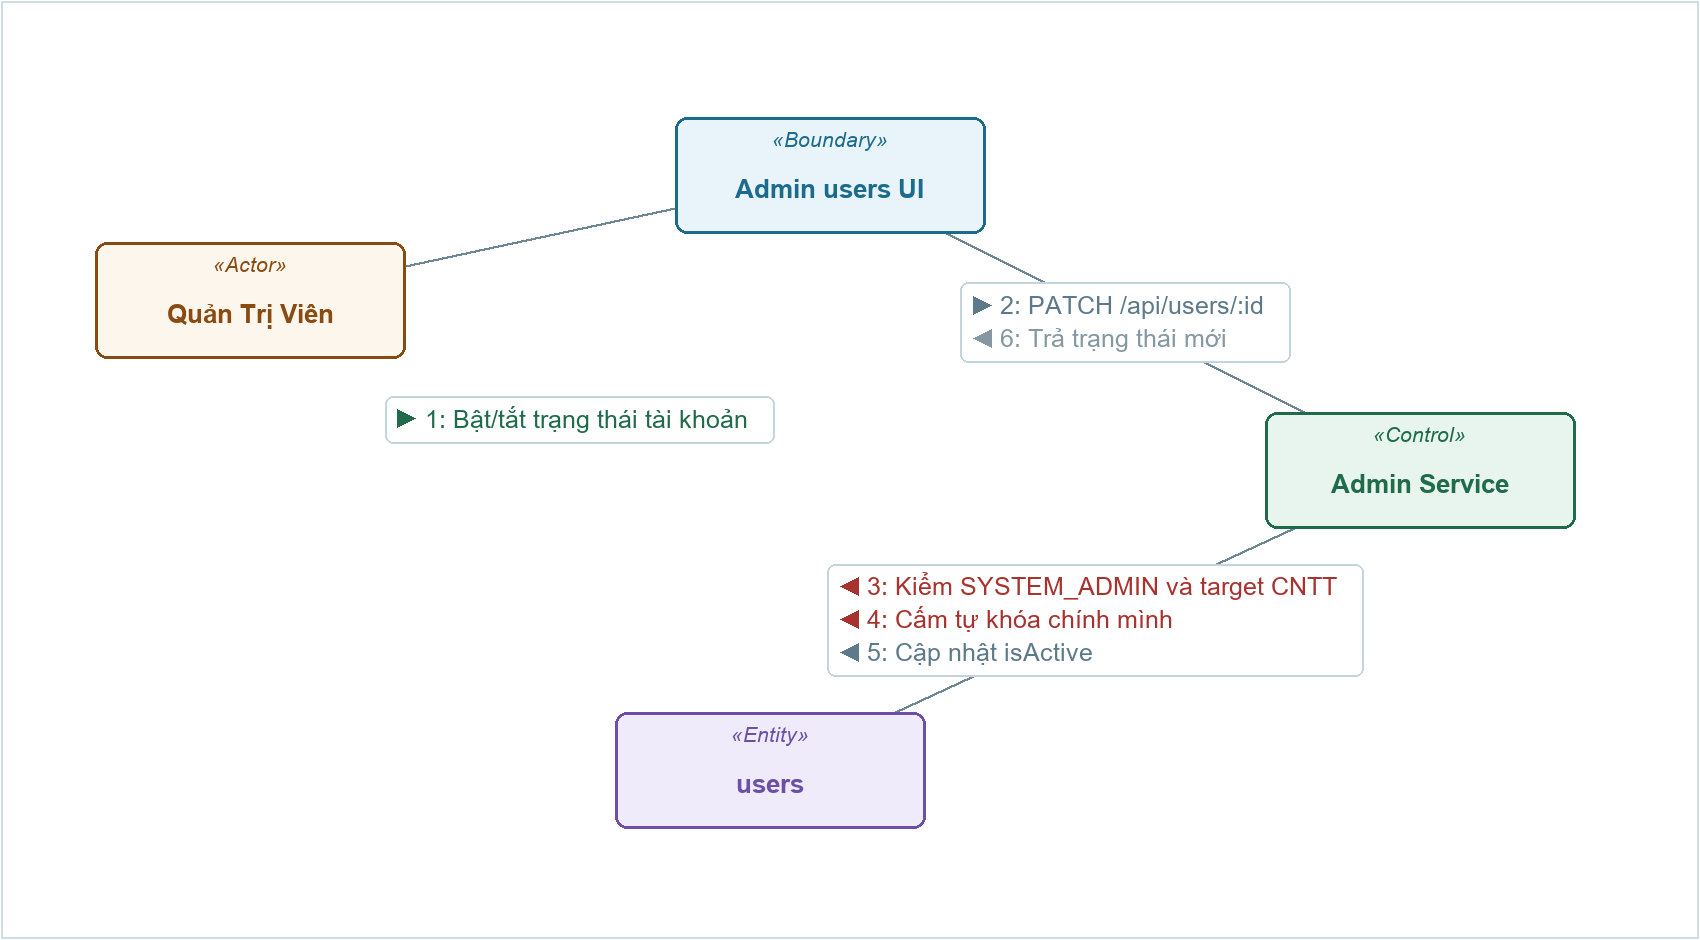 «Boundary»
Admin users UI
«Actor»
Quản Trị Viên
▶ 2: PATCH /api/users/:id
◀ 6: Trả trạng thái mới
▶ 1: Bật/tắt trạng thái tài khoản
«Control»
Admin Service
◀ 3: Kiểm SYSTEM_ADMIN và target CNTT
◀ 4: Cấm tự khóa chính mình
◀ 5: Cập nhật isActive
«Entity»
users